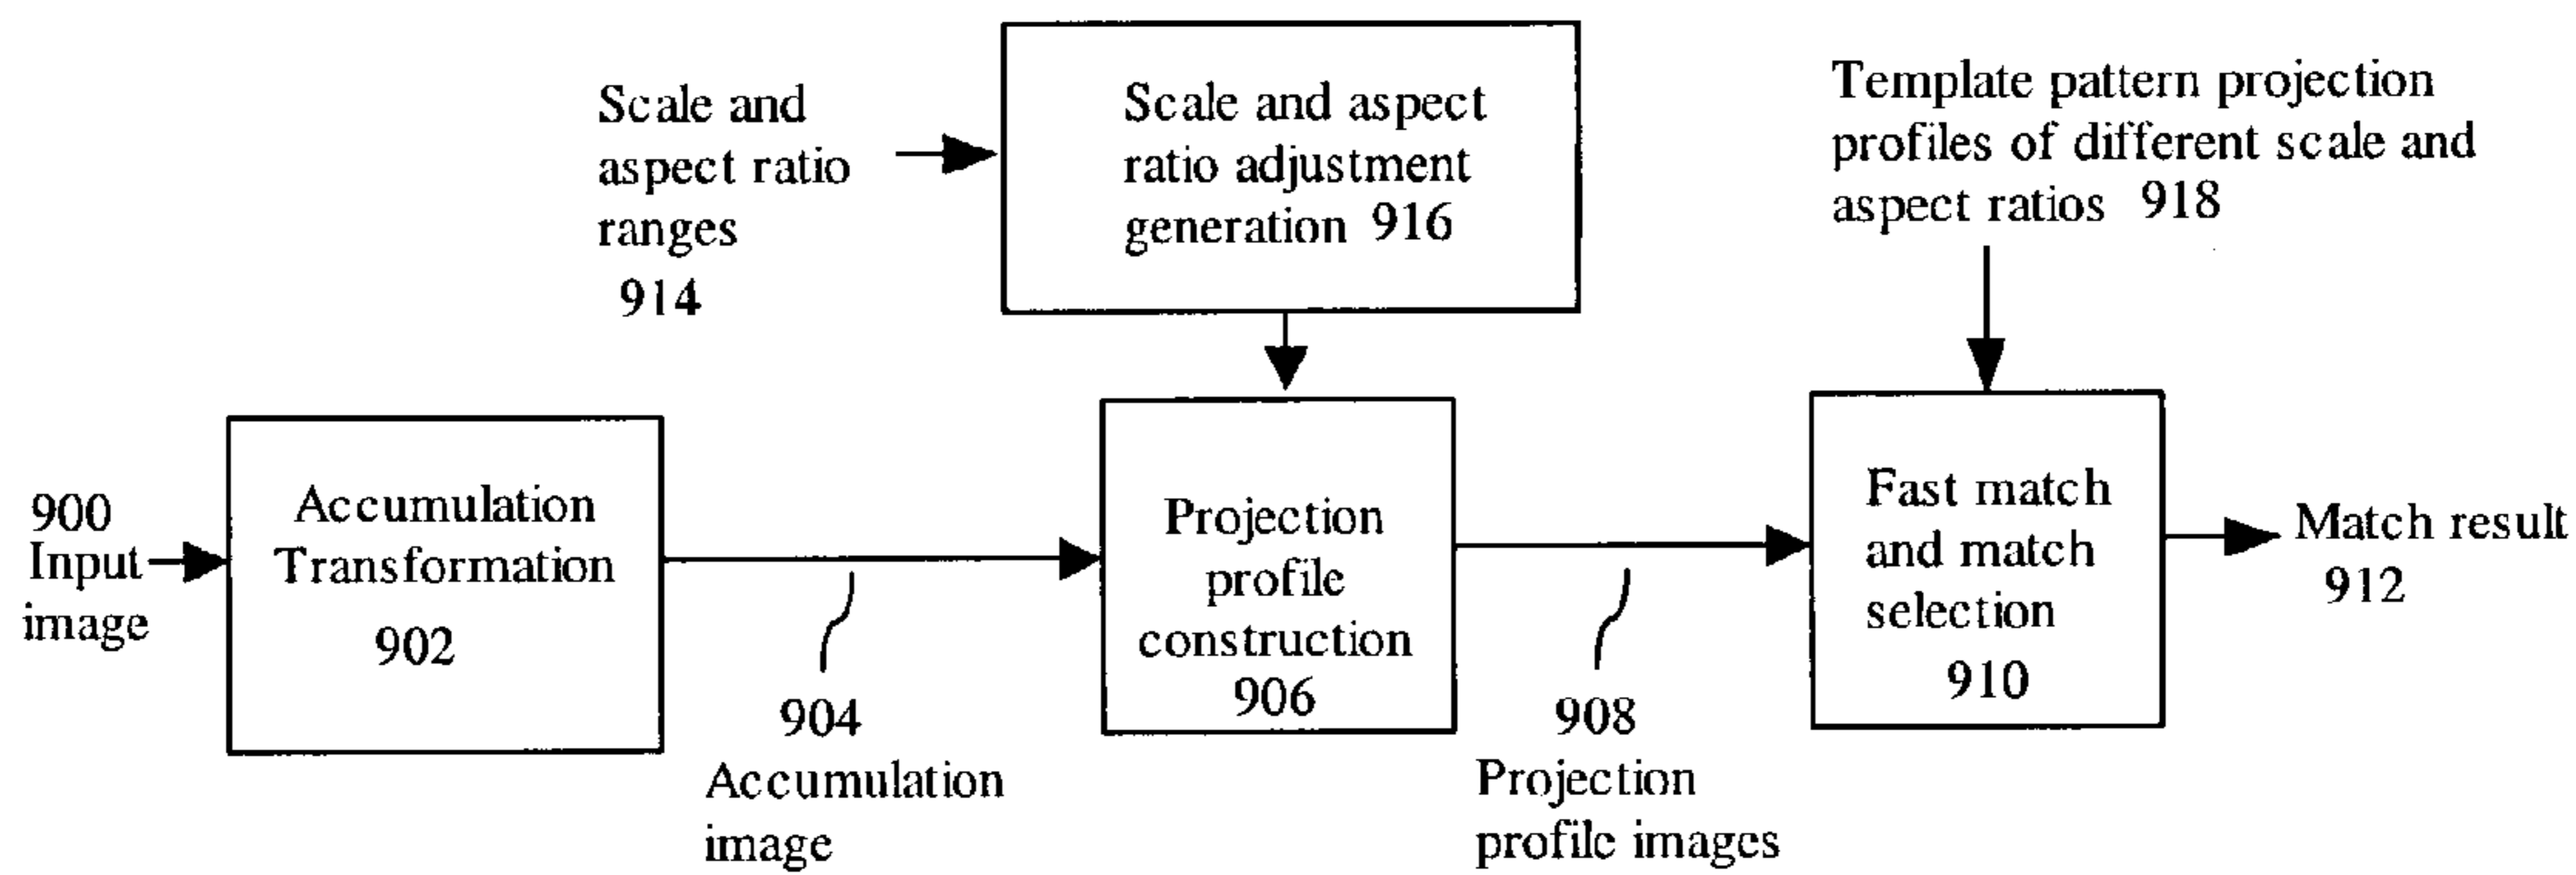 Scale and
aspect ratio
ranges
914
Scale and aspect
ratio adjustment
generation 916
Template pattern projection
profiles of different scale and
aspect ratios 918
900
Input
image
Accumulation
Transformation
902
904
Accumulation
image
Projection
profile
construction
906
908
Projection
profile images
Fast match
and match
selection
910
Match result
912